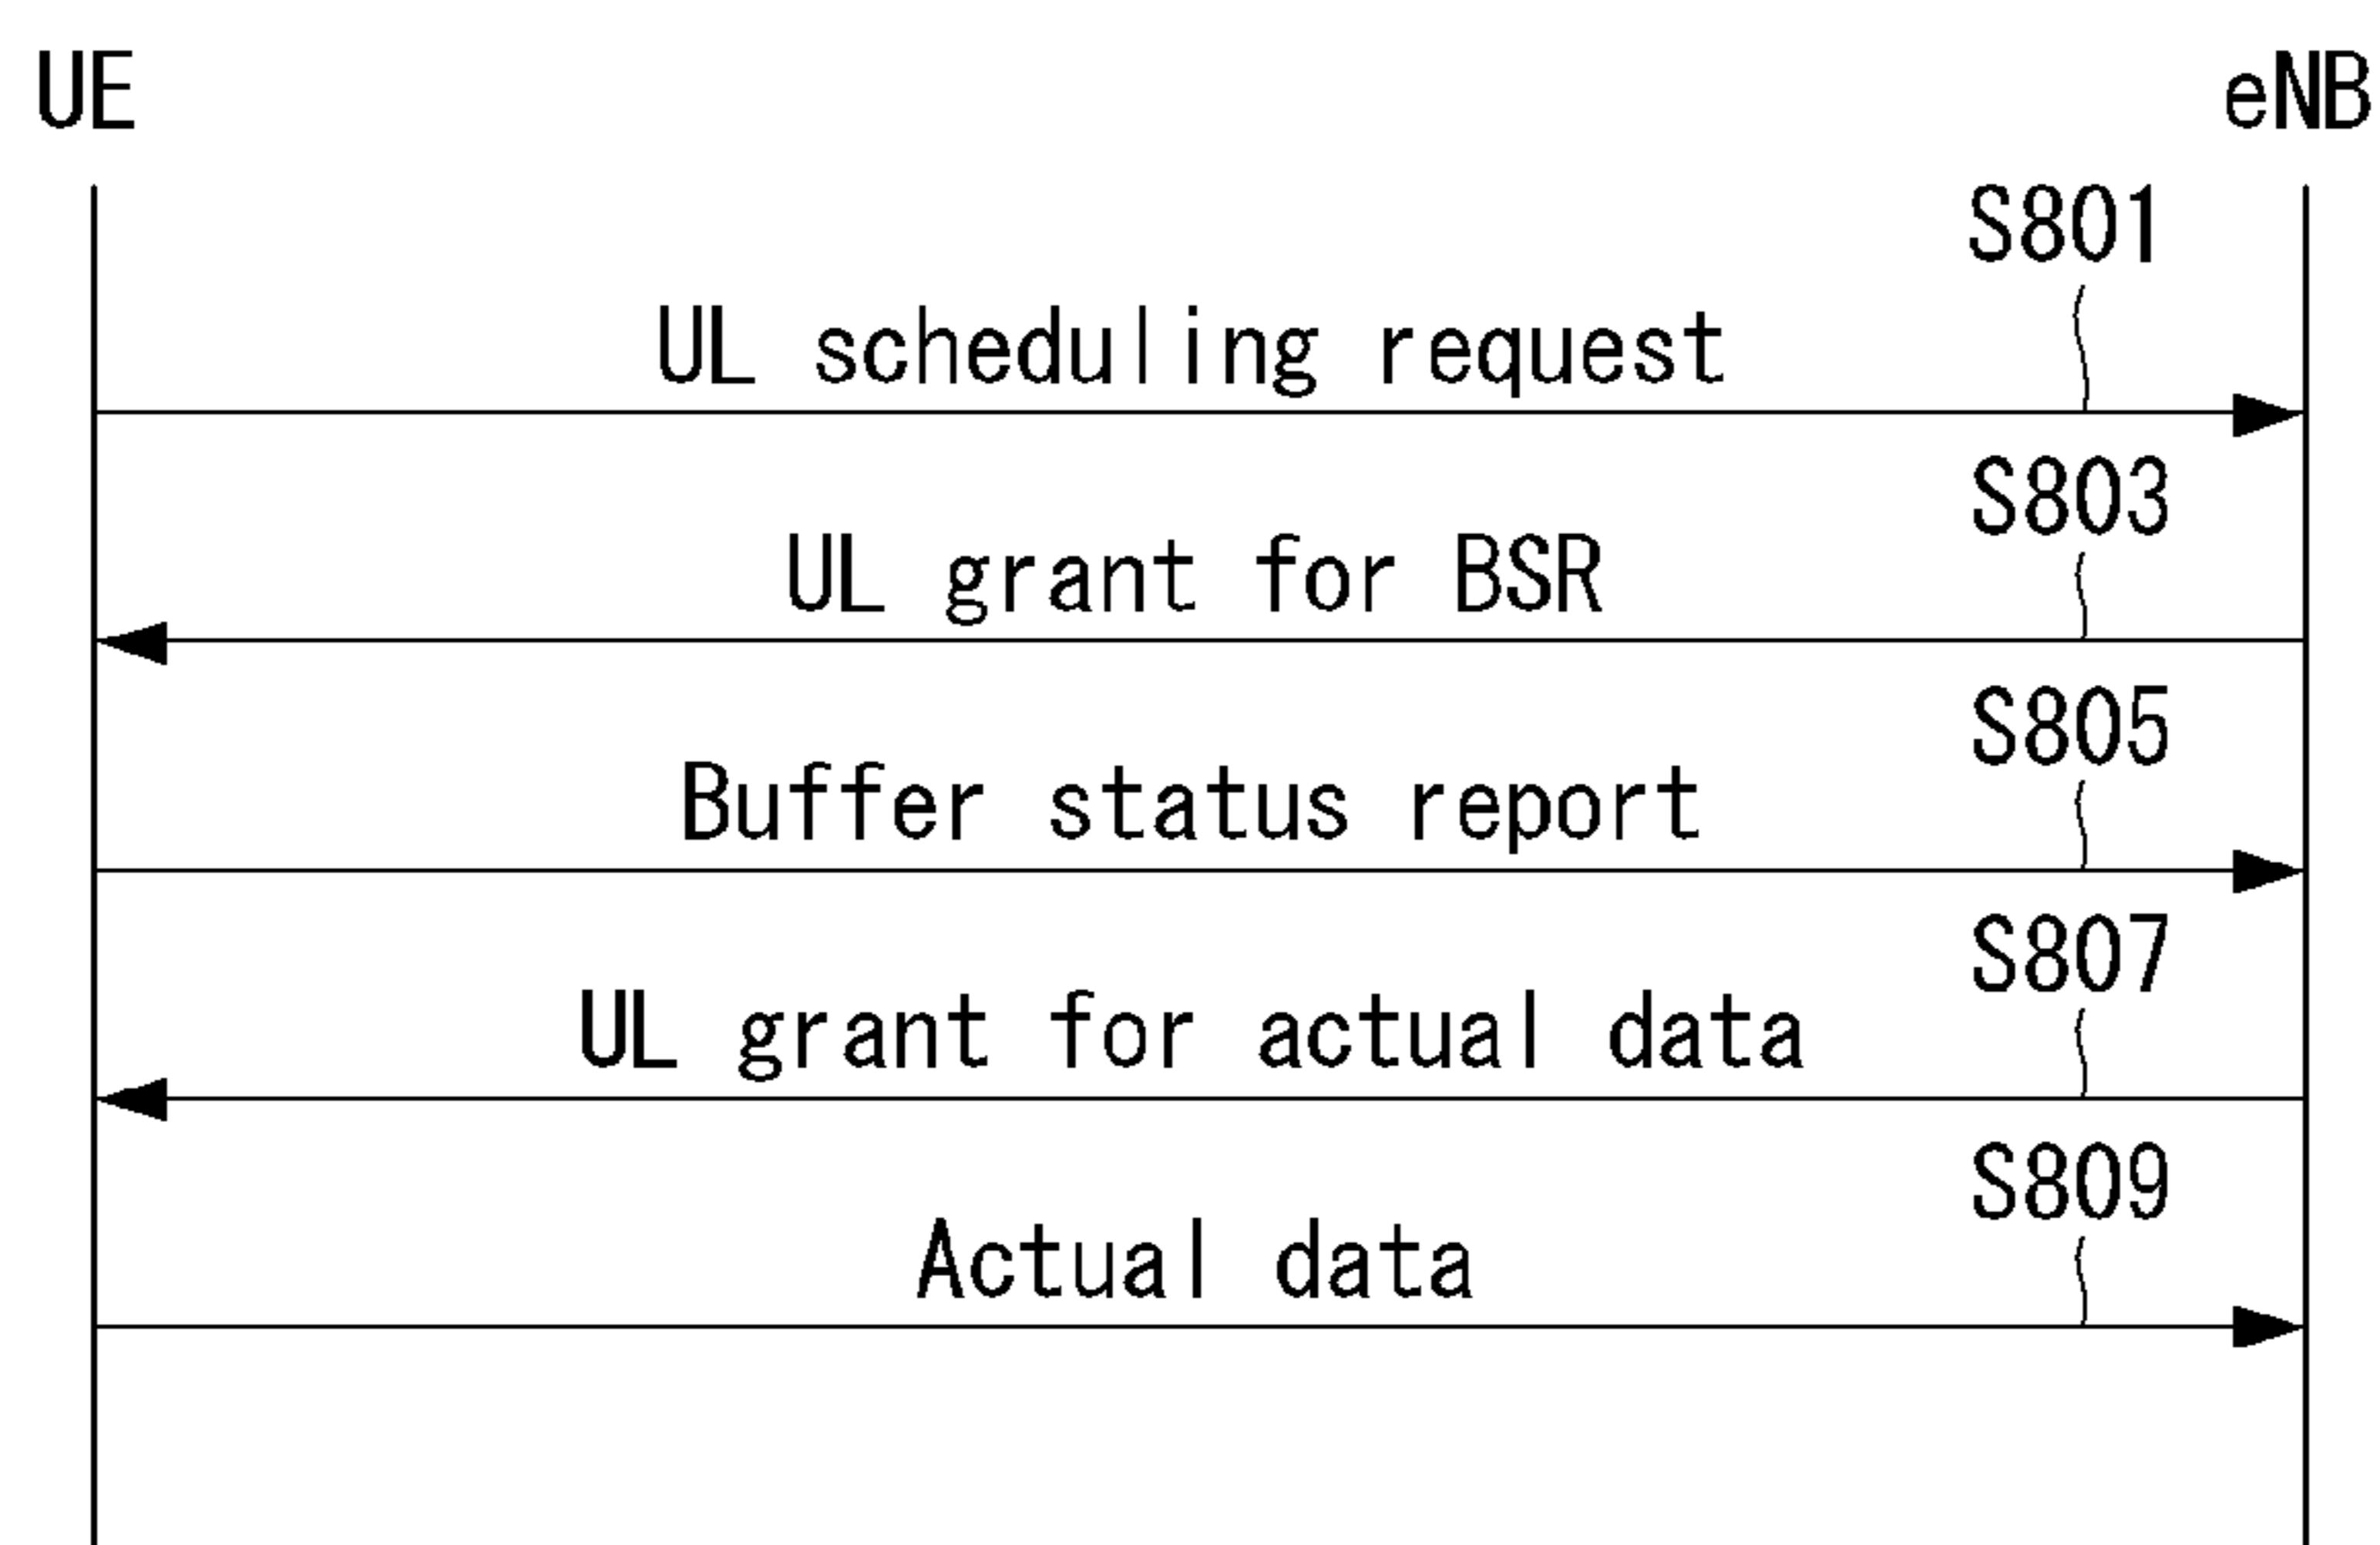 UE
eNB
S801
UL scheduling request
S803
UL grant for BSR
S805
Buffer status report
S807
UL grant for actual data
S809
Actual data